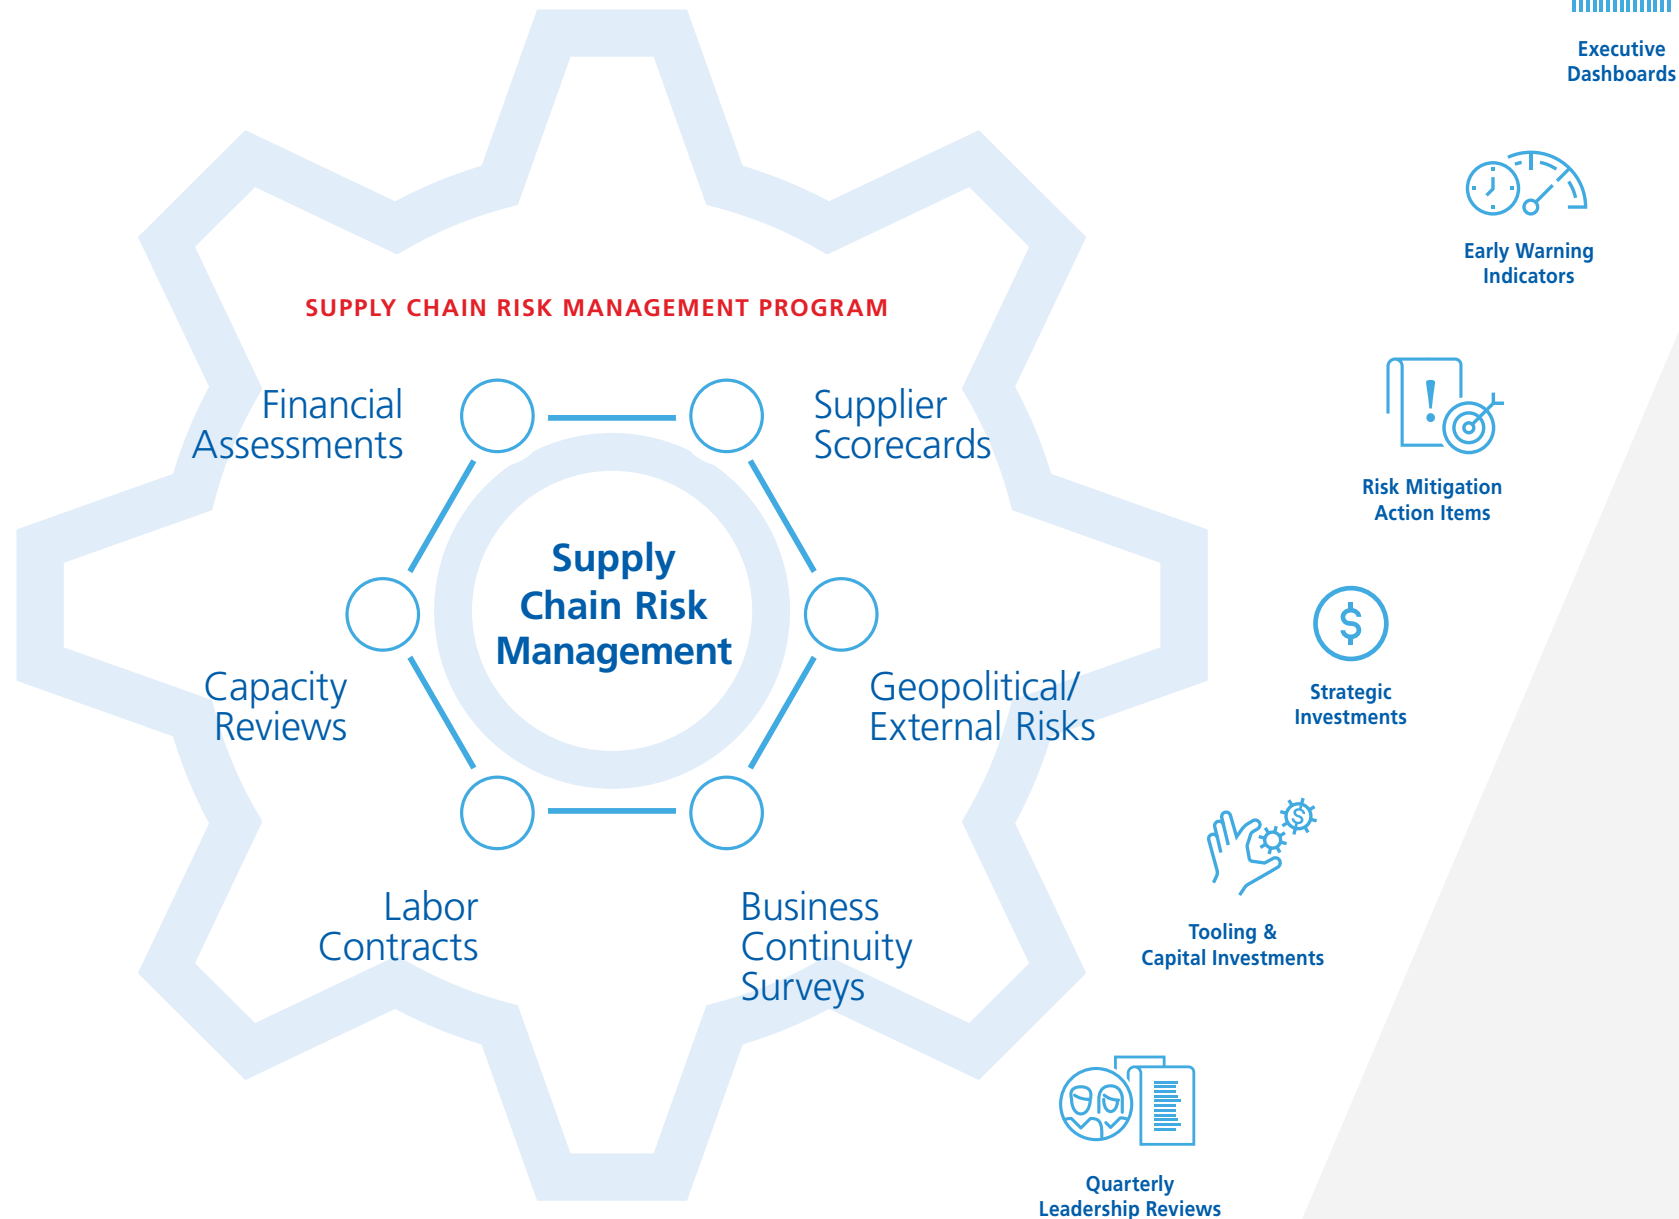 SUPPLY CHAIN RISK MANAGEMENT PROGRAM
Financial
Assessments
Supplier
Scorecards
Supply
Chain Risk
Management
Capacity
Reviews
Geopolitical/
External Risks
Labor
Contracts
Business
Continuity
Surveys
Executive
Dashboards
Early Warning
Indicators
Risk Mitigation
Action Items
$
Strategic
Investments
$
Tooling &
Capital Investments
Quarterly
Leadership Reviews